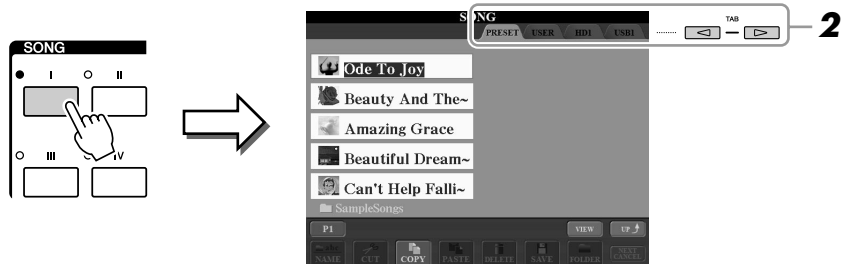 SONG
I II
III IV
SONG
PRESET USER HD1 USB1
TAB
2
Ode To Joy
Beauty And The~
Amazing Grace
Beautiful Dream~
Can't Help Falli~
SampleSongs
P1 VIEW UP
NAME CUT COPY PASTE DELETE SAVE FOLDER NEXT CANCEL